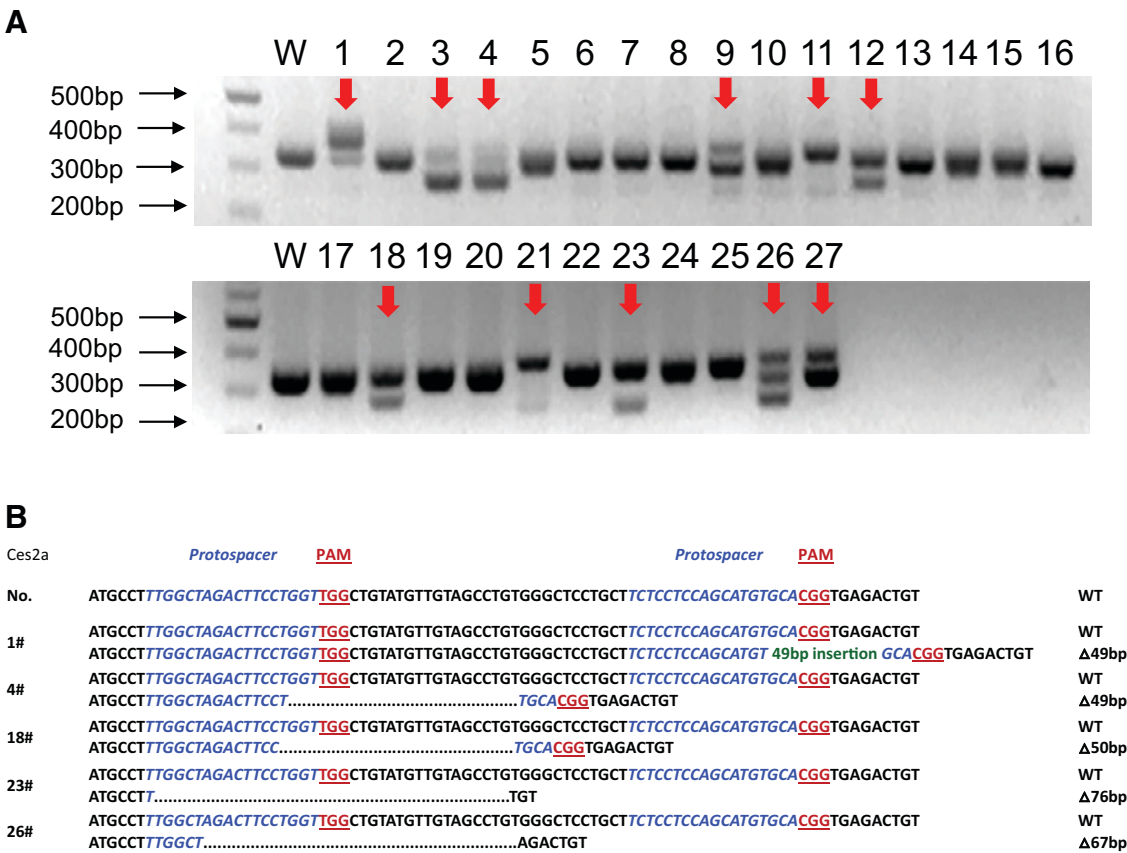 A
W 1 2 3 4 5 6 7 8 9 10 11 12 13 14 15 16
500bp
400bp
300bp
200bp
W 17 18 19 20 21 22 23 24 25 26 27
500bp
400bp
300bp
200bp
B
Ces2a Protospacer PAM Protospacer PAM
No. ATGCCTTTGGCTAGACTTCCTGGTTGGCTGTATGTTGTAGCCTGTGGGCTCCTGCTTCTCCTCCAGCATGTGCACGGTGAGACTGT WT
1# ATGCCTTTGGCTAGACTTCCTGGTTGGCTGTATGTTGTAGCCTGTGGGCTCCTGCTTCTCCTCCAGCATGTGCACGGTGAGACTGT WT
ATGCCTTTGGCTAGACTTCCTGGTTGGCTGTATGTTGTAGCCTGTGGGCTCCTGCTTCTCCTCCAGCATGT 49bp insertion GCACGGTGAGACTGT Δ49bp
4# ATGCCTTTGGCTAGACTTCCTGGTTGGCTGTATGTTGTAGCCTGTGGGCTCCTGCTTCTCCTCCAGCATGTGCACGGTGAGACTGT WT
ATGCCTTTGGCTAGACTTCCT.................................................TGCACGGTGAGACTGT Δ49bp
18# ATGCCTTTGGCTAGACTTCCTGGTTGGCTGTATGTTGTAGCCTGTGGGCTCCTGCTTCTCCTCCAGCATGTGCACGGTGAGACTGT WT
ATGCCTTTGGCTAGACTTCC..................................................TGCACGGTGAGACTGT Δ50bp
23# ATGCCTTTGGCTAGACTTCCTGGTTGGCTGTATGTTGTAGCCTGTGGGCTCCTGCTTCTCCTCCAGCATGTGCACGGTGAGACTGT WT
ATGCCTT............................................................................TGT Δ76bp
26# ATGCCTTTGGCTAGACTTCCTGGTTGGCTGTATGTTGTAGCCTGTGGGCTCCTGCTTCTCCTCCAGCATGTGCACGGTGAGACTGT WT
ATGCCTTTGGCT...................................................................AGACTGT Δ67bp